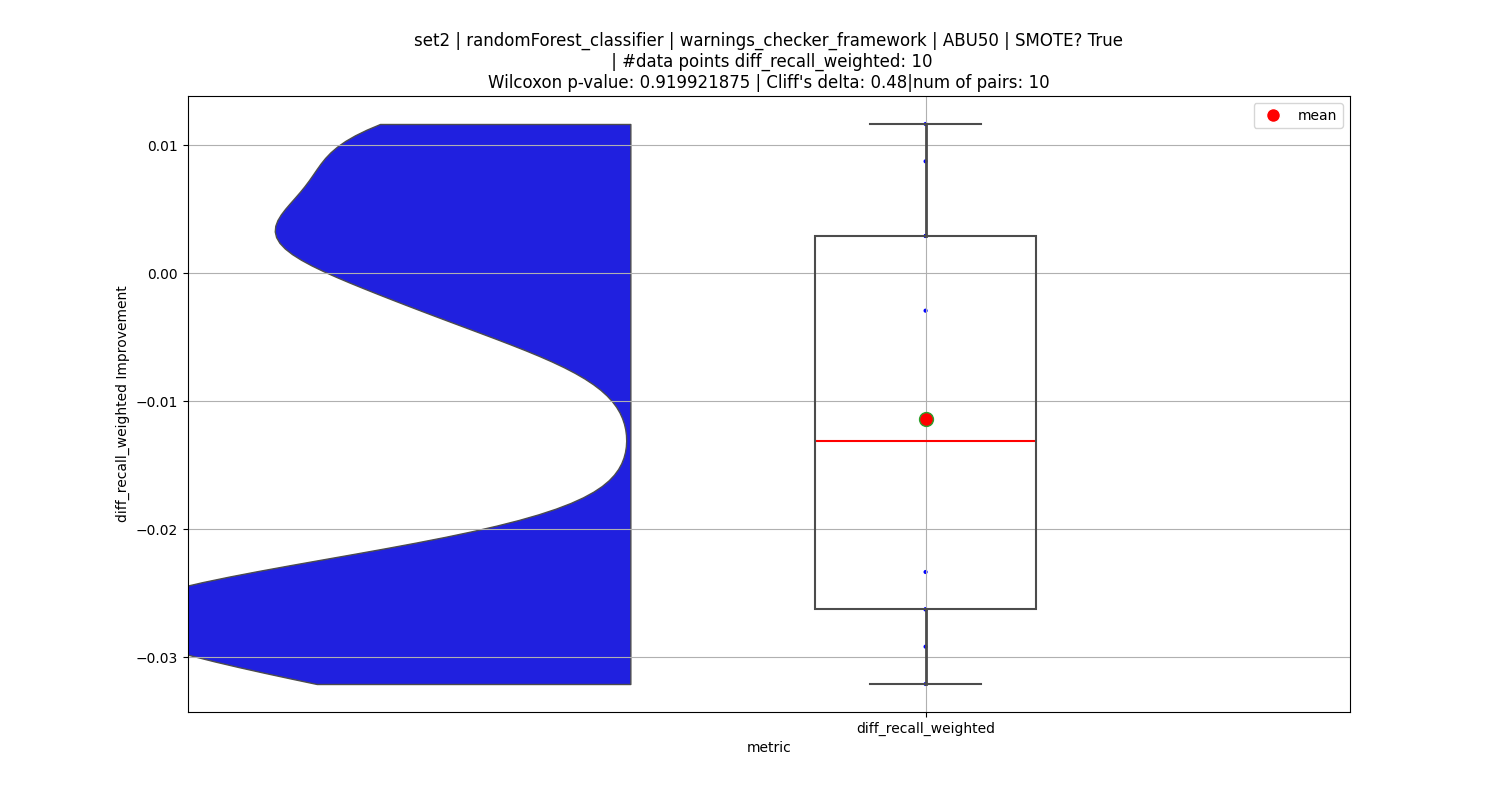 set2 | randomForest_classifier | warnings_checker_framework | ABU50 | SMOTE? True
| #data points diff_recall_weighted: 10
Wilcoxon p-value: 0.919921875 | Cliff's delta: 0.48|num of pairs: 10
mean
0.01
0.00
−0.01
−0.02
−0.03
diff_recall_weighted Improvement
diff_recall_weighted
metric